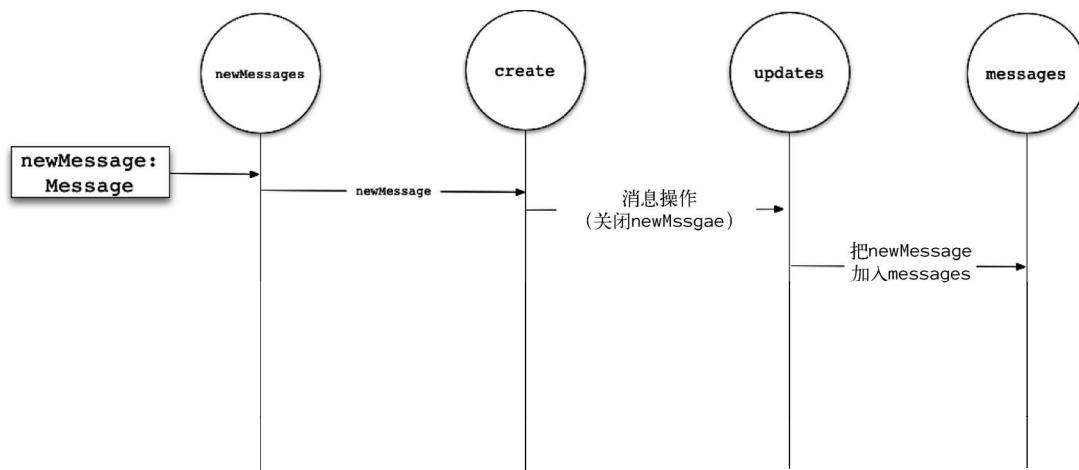 newMessages
create
updates
messages
newMessage:
Message
newMessage
消息操作
（关闭newMssgae）
把newMessage
加入messages